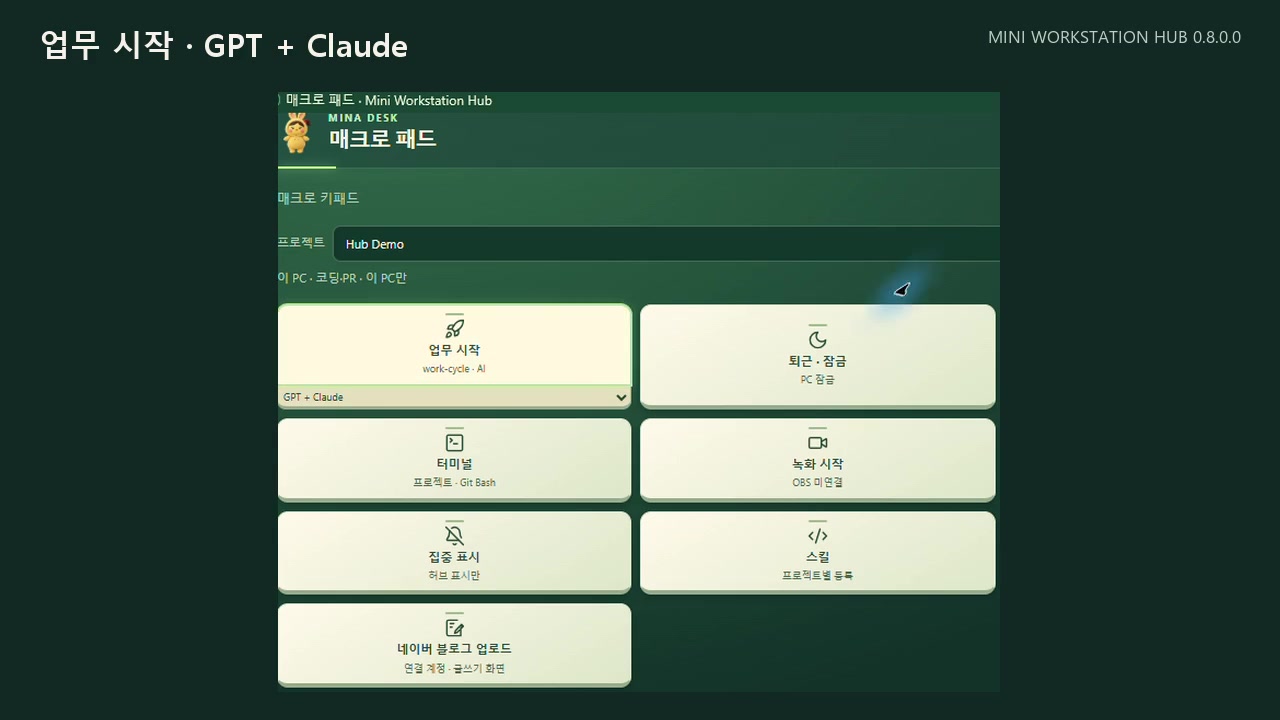 업무 시작 · GPT + Claude
MINI WORKSTATION HUB 0.8.0.0
매크로 패드 · Mini Workstation Hub
MINA DESK
매크로 패드
매크로 키패드
프로젝트
Hub Demo
이 PC · 코딩·PR · 이 PC만
업무 시작
work-cycle · AI
GPT + Claude
퇴근 · 잠금
PC 잠금
터미널
프로젝트 · Git Bash
녹화 시작
OBS 미연결
집중 표시
허브 표시만
스킬
프로젝트별 등록
네이버 블로그 업로드
연결 계정 · 글쓰기 화면